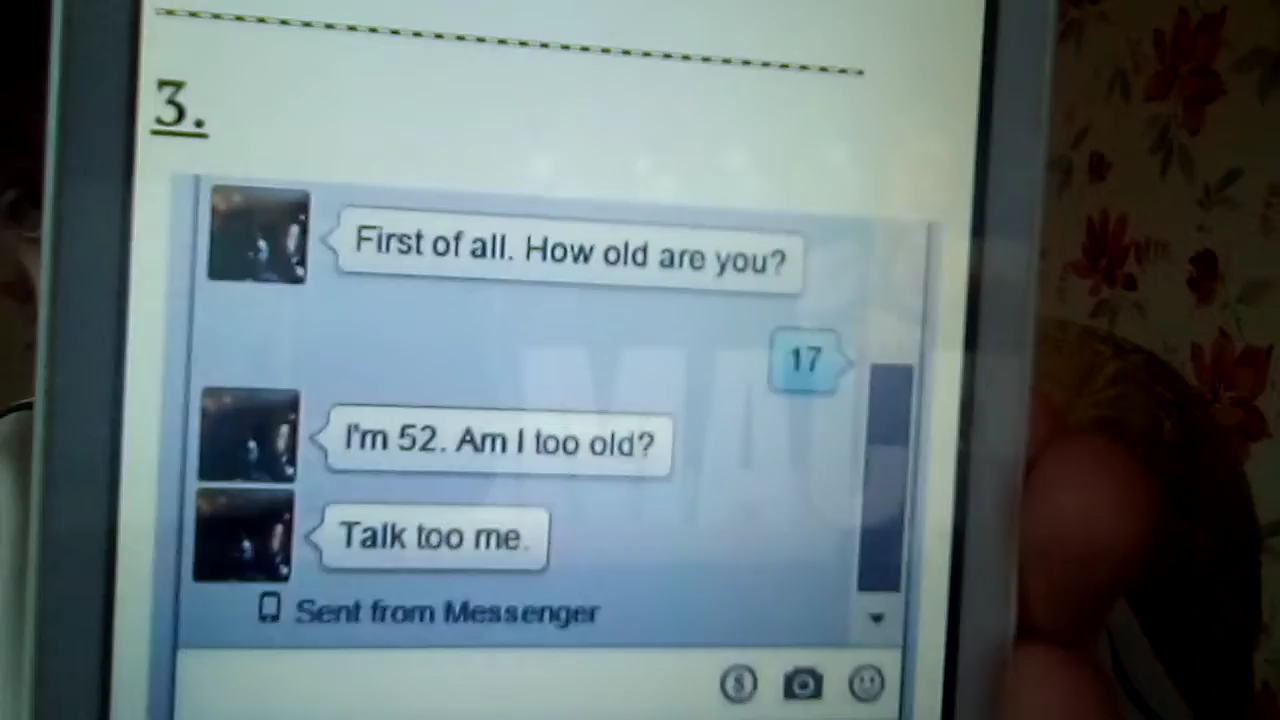 3.
First of all. How old are you?
17
I'm 52. Am I too old?
Talk too me.
Sent from Messenger